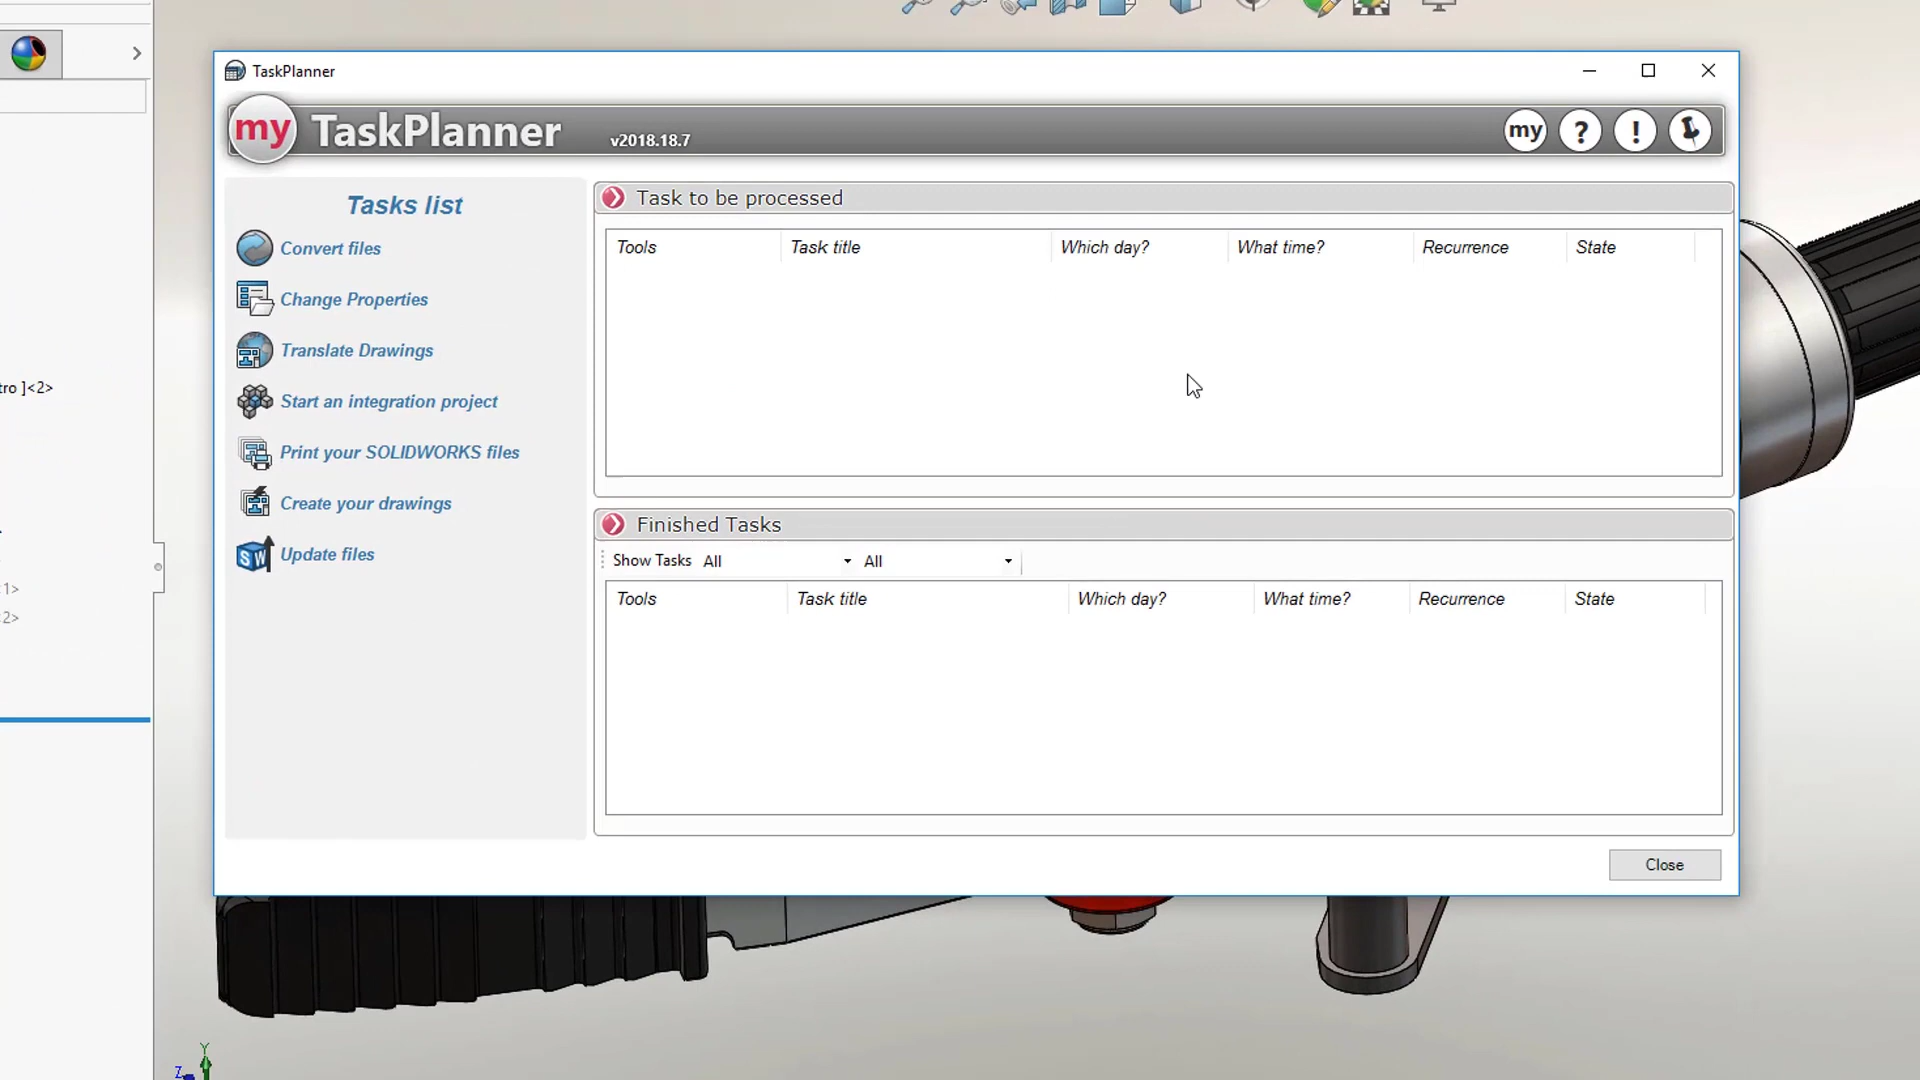 TaskPlanner
my TaskPlanner v2018.18.7
my ? !
Tasks list
Convert files
Change Properties
Translate Drawings
Start an integration project
Print your SOLIDWORKS files
Create your drawings
SW Update files
Task to be processed
Tools Task title Which day? What time? Recurrence State
Finished Tasks
Show Tasks All All
Tools Task title Which day? What time? Recurrence State
Close
tro ]<2>
1>
2>
Y
Z